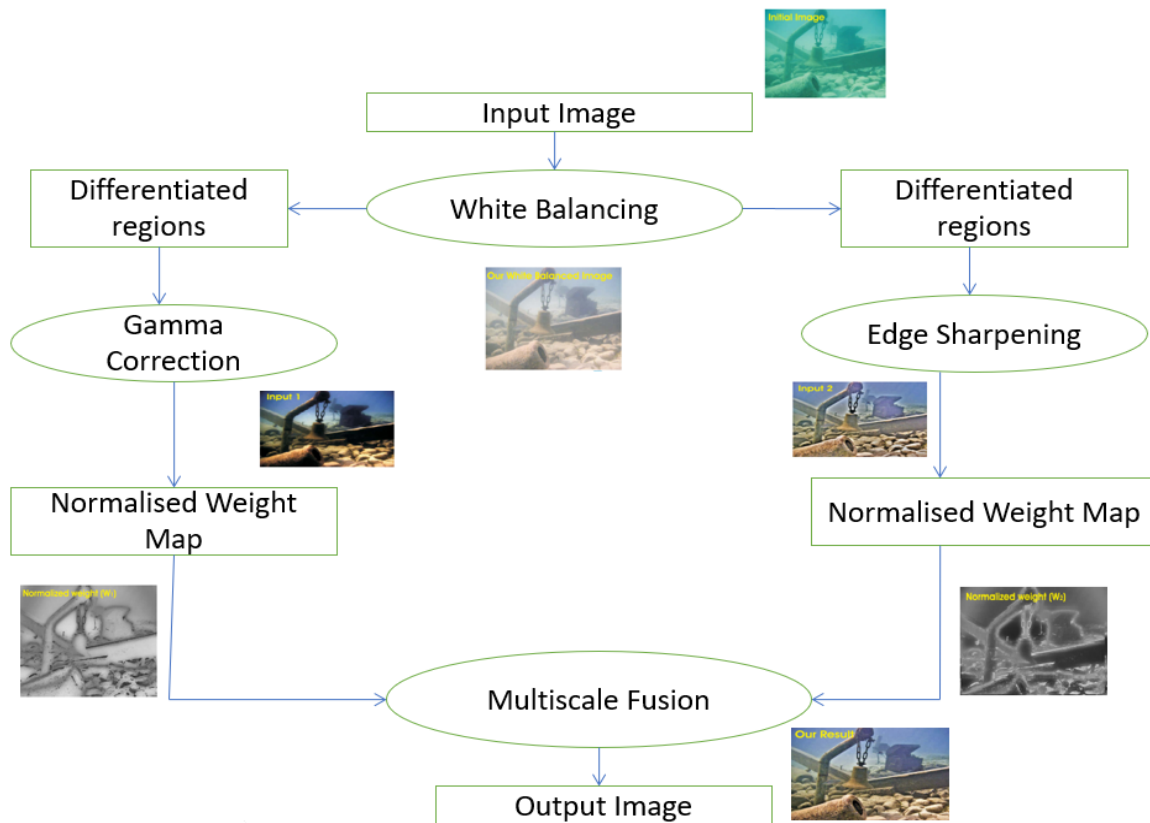 Initial Image
Input Image
Differentiated
regions
White Balancing
Differentiated
regions
Our White Balanced Image
Gamma
Correction
Edge Sharpening
Input 1
Input 2
Normalised Weight
Map
Normalised Weight Map
Normalized weight (W₁)
Normalized weight (W₂)
Multiscale Fusion
Our Result
Output Image